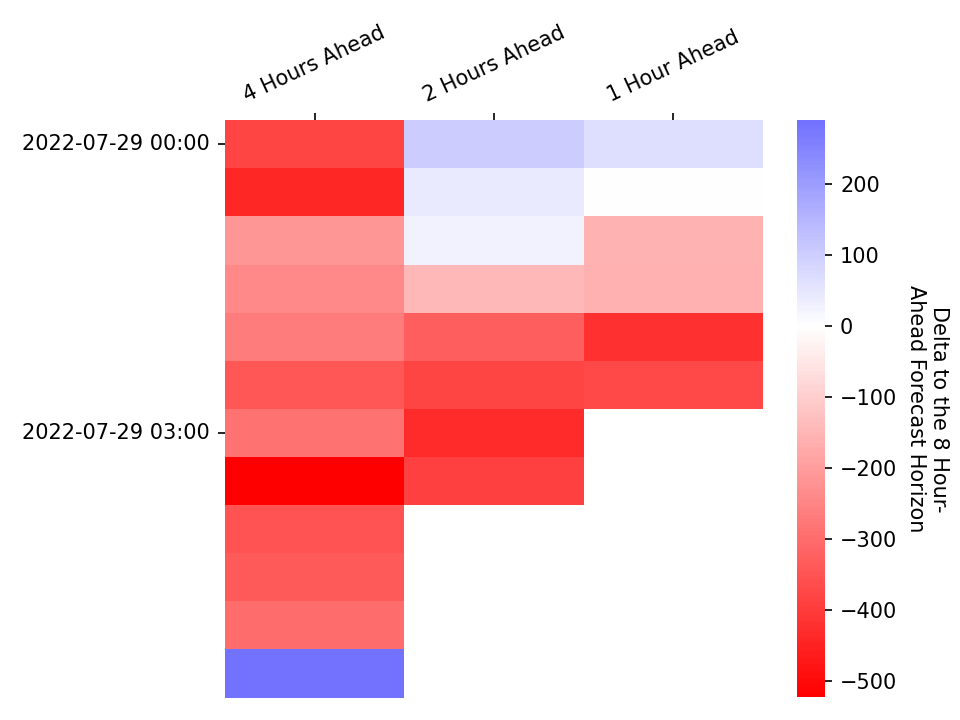 4 Hours Ahead
2 Hours Ahead
1 Hour Ahead
2022-07-29 00:00
2022-07-29 03:00
200
100
0
−100
−200
−300
−400
−500
Delta to the 8 Hour-
Ahead Forecast Horizon